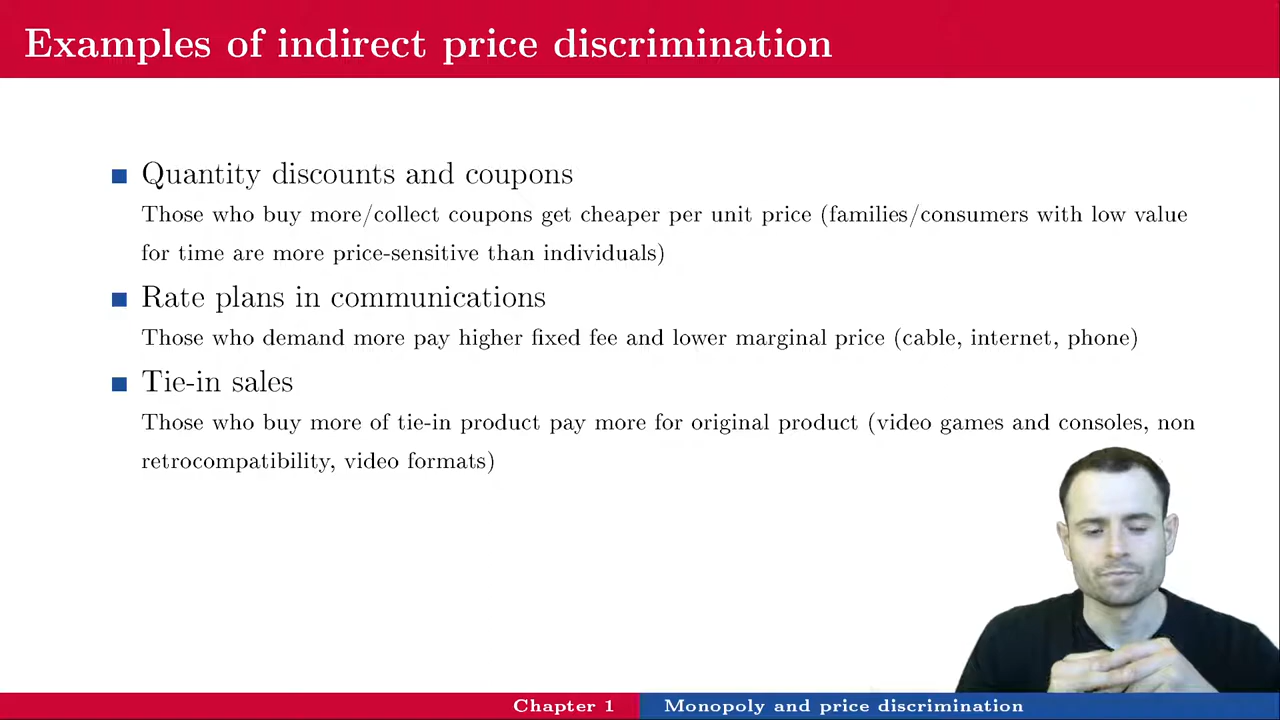 Examples of indirect price discrimination
Quantity discounts and coupons
Those who buy more/collect coupons get cheaper per unit price (families/consumers with low value
for time are more price-sensitive than individuals)
Rate plans in communications
Those who demand more pay higher fixed fee and lower marginal price (cable, internet, phone)
Tie-in sales
Those who buy more of tie-in product pay more for original product (video games and consoles, non
retrocompatibility, video formats)
Chapter 1 Monopoly and price discrimination